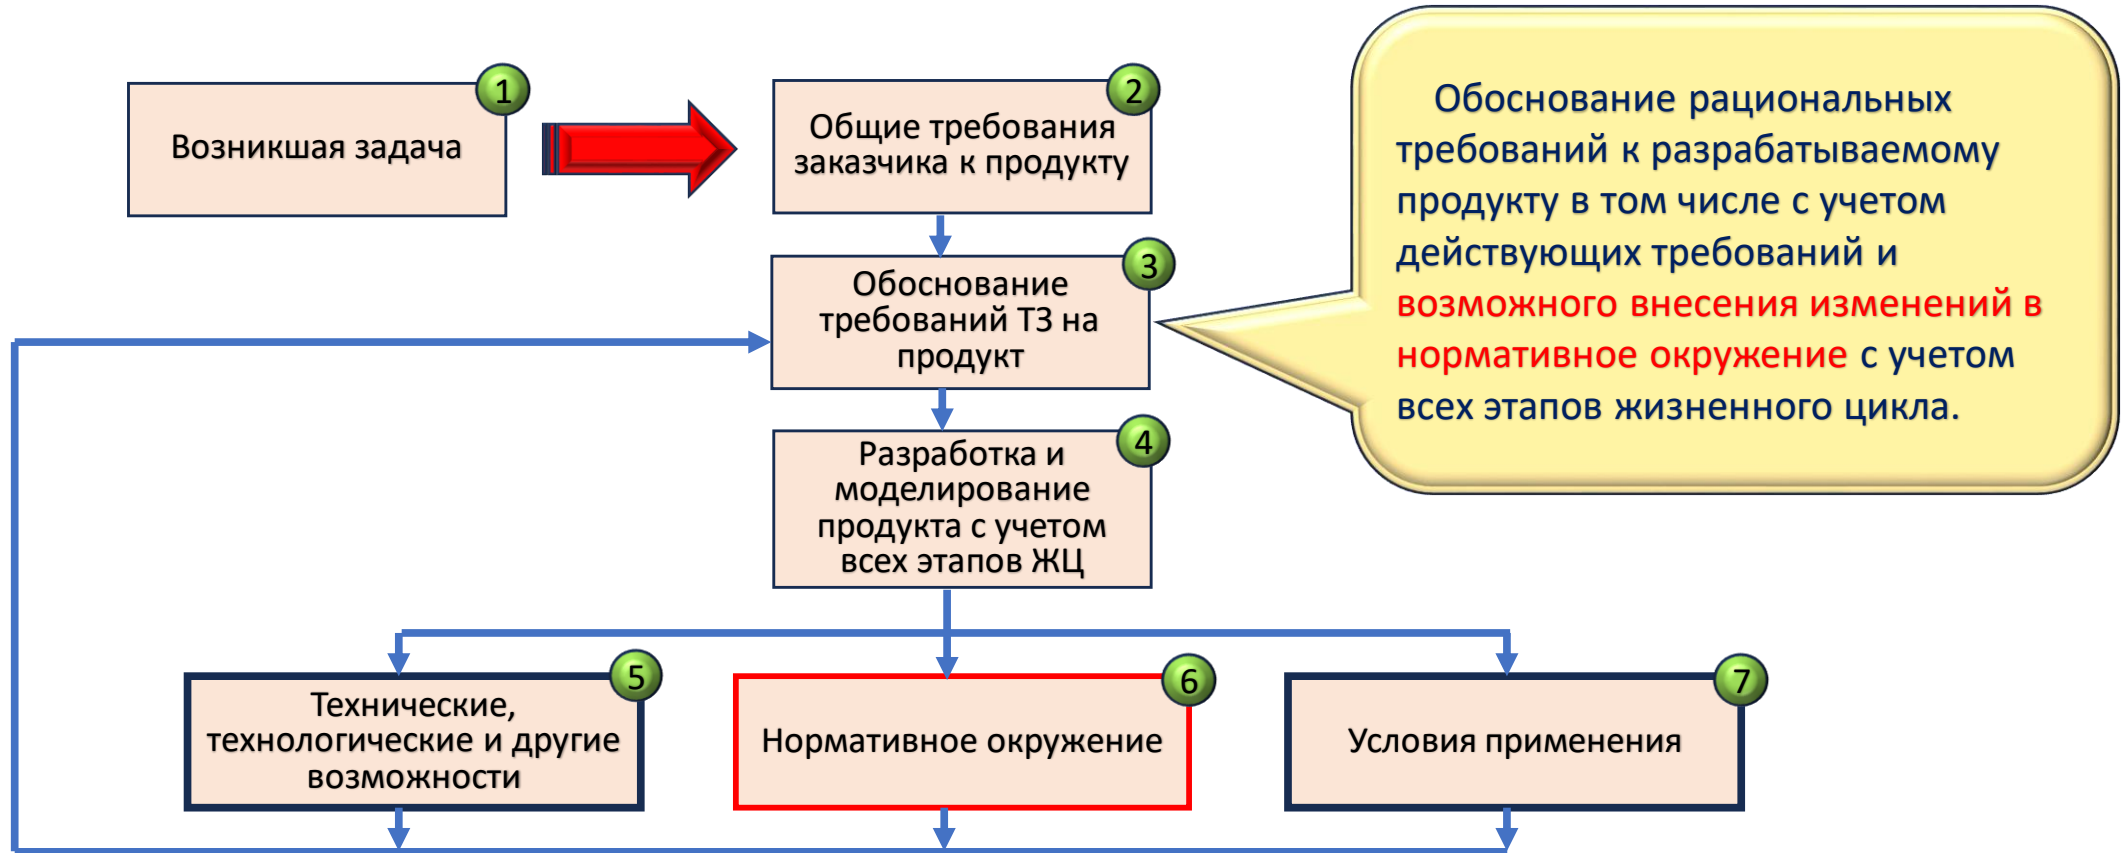 1
Возникшая задача
2
Общие требования
заказчика к продукту
Обоснование рациональных
требований к разрабатываемому
продукту в том числе с учетом
действующих требований и
возможного внесения изменений в
нормативное окружение с учетом
всех этапов жизненного цикла.
3
Обоснование
требований ТЗ на
продукт
4
Разработка и
моделирование
продукта с учетом
всех этапов ЖЦ
5
Технические,
технологические и другие
возможности
6
Нормативное окружение
7
Условия применения